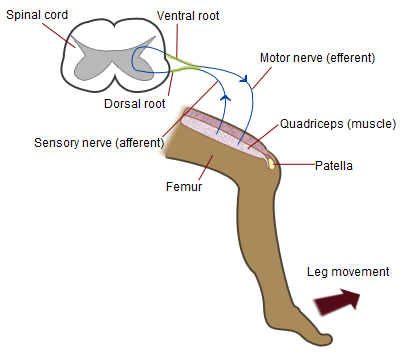 Spinal cord
Ventral root
Motor nerve (efferent)
Dorsal root
Quadriceps (muscle)
Sensory nerve (afferent)
Patella
Femur
Leg movement